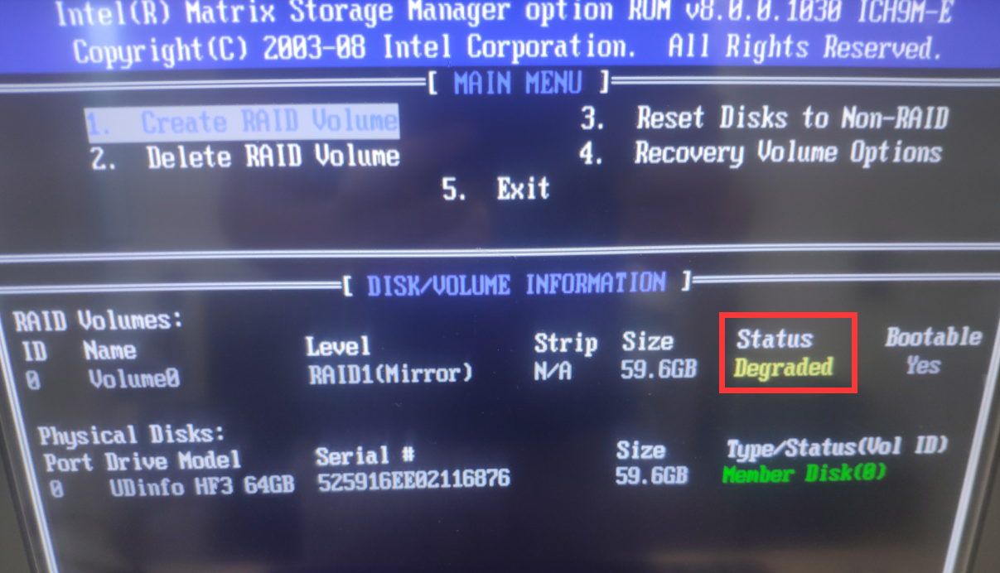 Intel(R) Matrix Storage Manager option ROM v8.0.0.1030 ICH9M-E
Copyright(C) 2003-08 Intel Corporation. All Rights Reserved.
[ MAIN MENU ]
1. Create RAID Volume
2. Delete RAID Volume
3. Reset Disks to Non-RAID
4. Recovery Volume Options
5. Exit
[ DISK/VOLUME INFORMATION ]
RAID Volumes:
ID Name Level Strip Size Status Bootable
0 Volume0 RAID1(Mirror) N/A 59.6GB Degraded Yes
Physical Disks:
Port Drive Model Serial # Size Type/Status(Vol ID)
0 UDinfo HF3 64GB 525916EE02116876 59.6GB Member Disk(0)